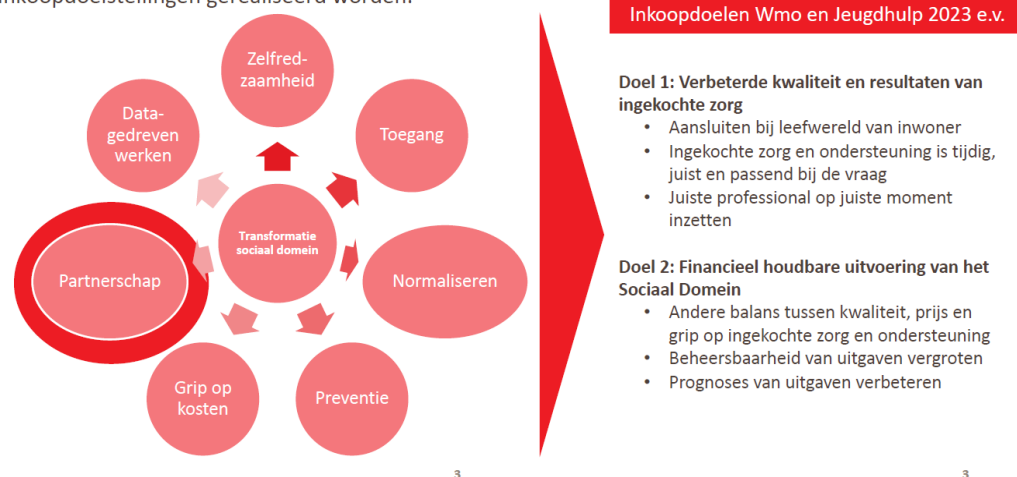 inkoopdoelstellingen gerealiseerd worden.
Zelfred-
zaamheid
Data-
gedreven
werken
Toegang
Transformatie
sociaal domein
Partnerschap
Normaliseren
Grip op
kosten
Preventie
3
Inkoopdoelen Wmo en Jeugdhulp 2023 e.v.
Doel 1: Verbeterde kwaliteit en resultaten van
ingekochte zorg
• Aansluiten bij leefwereld van inwoner
• Ingekochte zorg en ondersteuning is tijdig,
juist en passend bij de vraag
• Juiste professional op juiste moment
inzetten
Doel 2: Financieel houdbare uitvoering van het
Sociaal Domein
• Andere balans tussen kwaliteit, prijs en
grip op ingekochte zorg en ondersteuning
• Beheersbaarheid van uitgaven vergroten
• Prognoses van uitgaven verbeteren
3